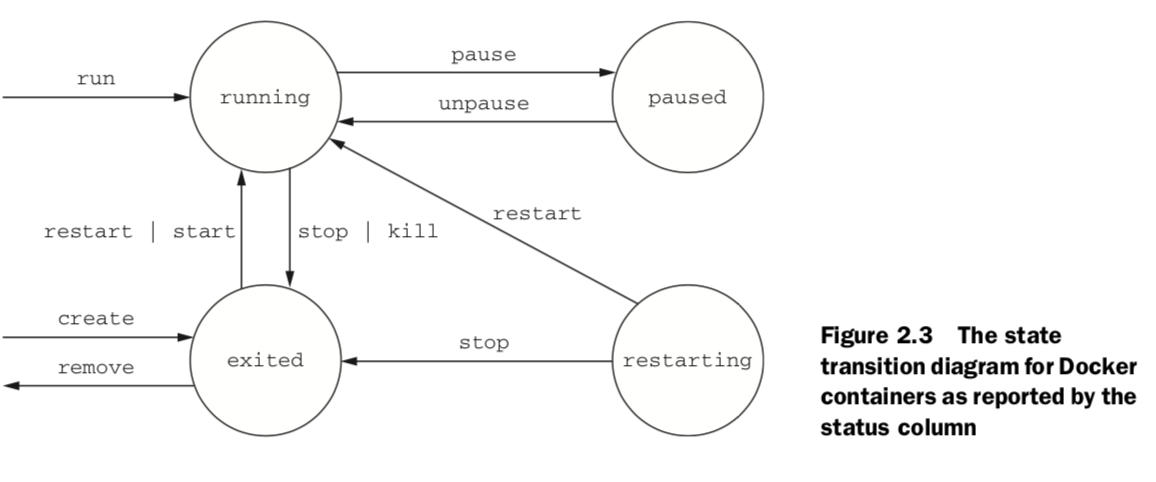 pause
run
running
unpause
paused
restart
restart | start
stop | kill
create
stop
exited
restarting
remove
Figure 2.3 The state
transition diagram for Docker
containers as reported by the
status column